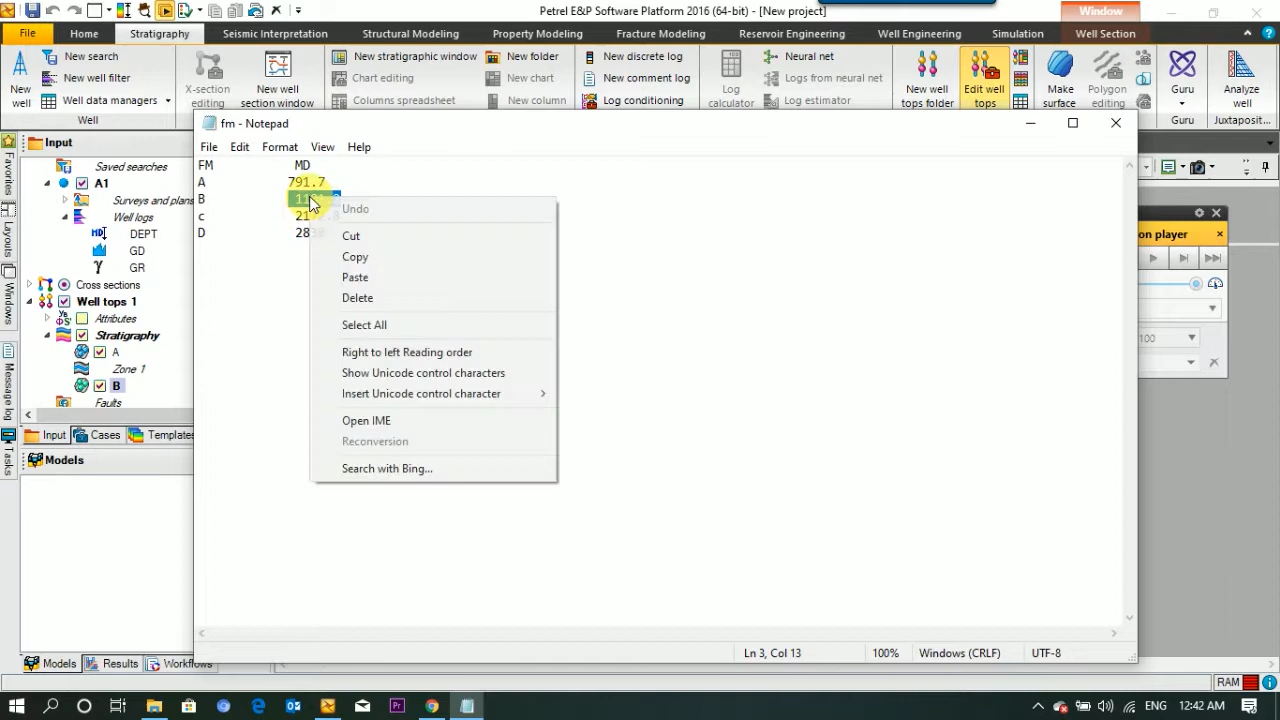 Petrel E&P Software Platform 2016 (64-bit) - [New project]
Window
File
Home
Stratigraphy
Seismic Interpretation
Structural Modeling
Property Modeling
Fracture Modeling
Reservoir Engineering
Well Engineering
Simulation
Well Section
New well
New search
New well filter
Well data managers
Well
X-section editing
New well section window
New stratigraphic window
Chart editing
Columns spreadsheet
New folder
New chart
New column
New discrete log
New comment log
Log conditioning
Log calculator
Neural net
Logs from neural net
Log estimator
New well tops folder
Edit well tops
Make surface
Polygon editing
Guru
Guru
Analyze well
Juxtaposit...
Favorites
Layouts
Windows
Message log
Tasks
Input
Saved searches
A1
Surveys and plans
Well logs
DEPT
GD
GR
Cross sections
Well tops 1
Attributes
Stratigraphy
A
Zone 1
B
Faults
Input
Cases
Templates
Models
Models
Results
Workflows
fm - Notepad
File
Edit
Format
View
Help
FM MD
A 791.7
B
c
D
Undo
Cut
Copy
Paste
Delete
Select All
Right to left Reading order
Show Unicode control characters
Insert Unicode control character
Open IME
Reconversion
Search with Bing...
Ln 3, Col 13
100%
Windows (CRLF)
UTF-8
on player
100
RAM
ENG
12:42 AM